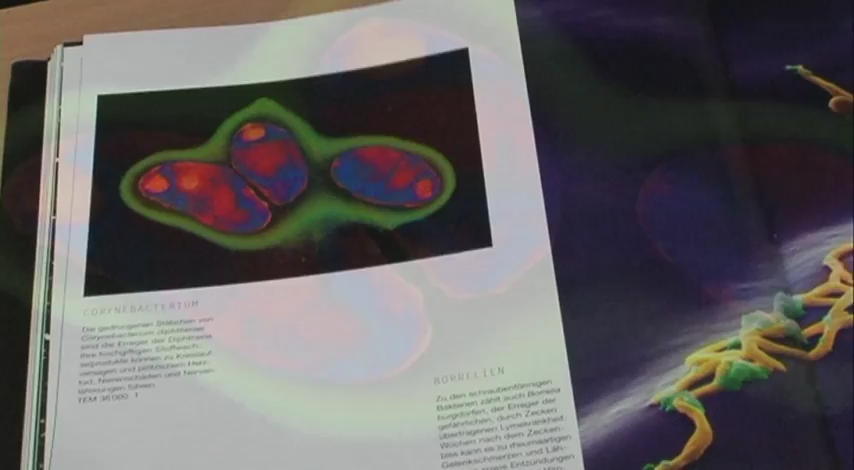 CORYNEBACTERIUM
Die gedrungenen Stäbchen von
Corynebacterium diphtheriae
sind die Erreger der Diphtherie.
Ihre hochgiftigen Stoffwech-
selprodukte können zu Kreislauf-
versagen und plötzlichem Herz-
tod, Nierenschäden und Nerven-
lähmungen führen.
TEM 36 000 : 1
BORRELIEN
Zu den schraubenförmigen
Bakterien zählt auch Borrelia
burgdorferi, der Erreger der
gefährlichen, durch Zecken
übertragenen Lymekrankheit.
Wochen nach dem Zecken-
biss kann es zu rheumaartigen
Gelenkschmerzen und Läh-
sowie Entzündungen